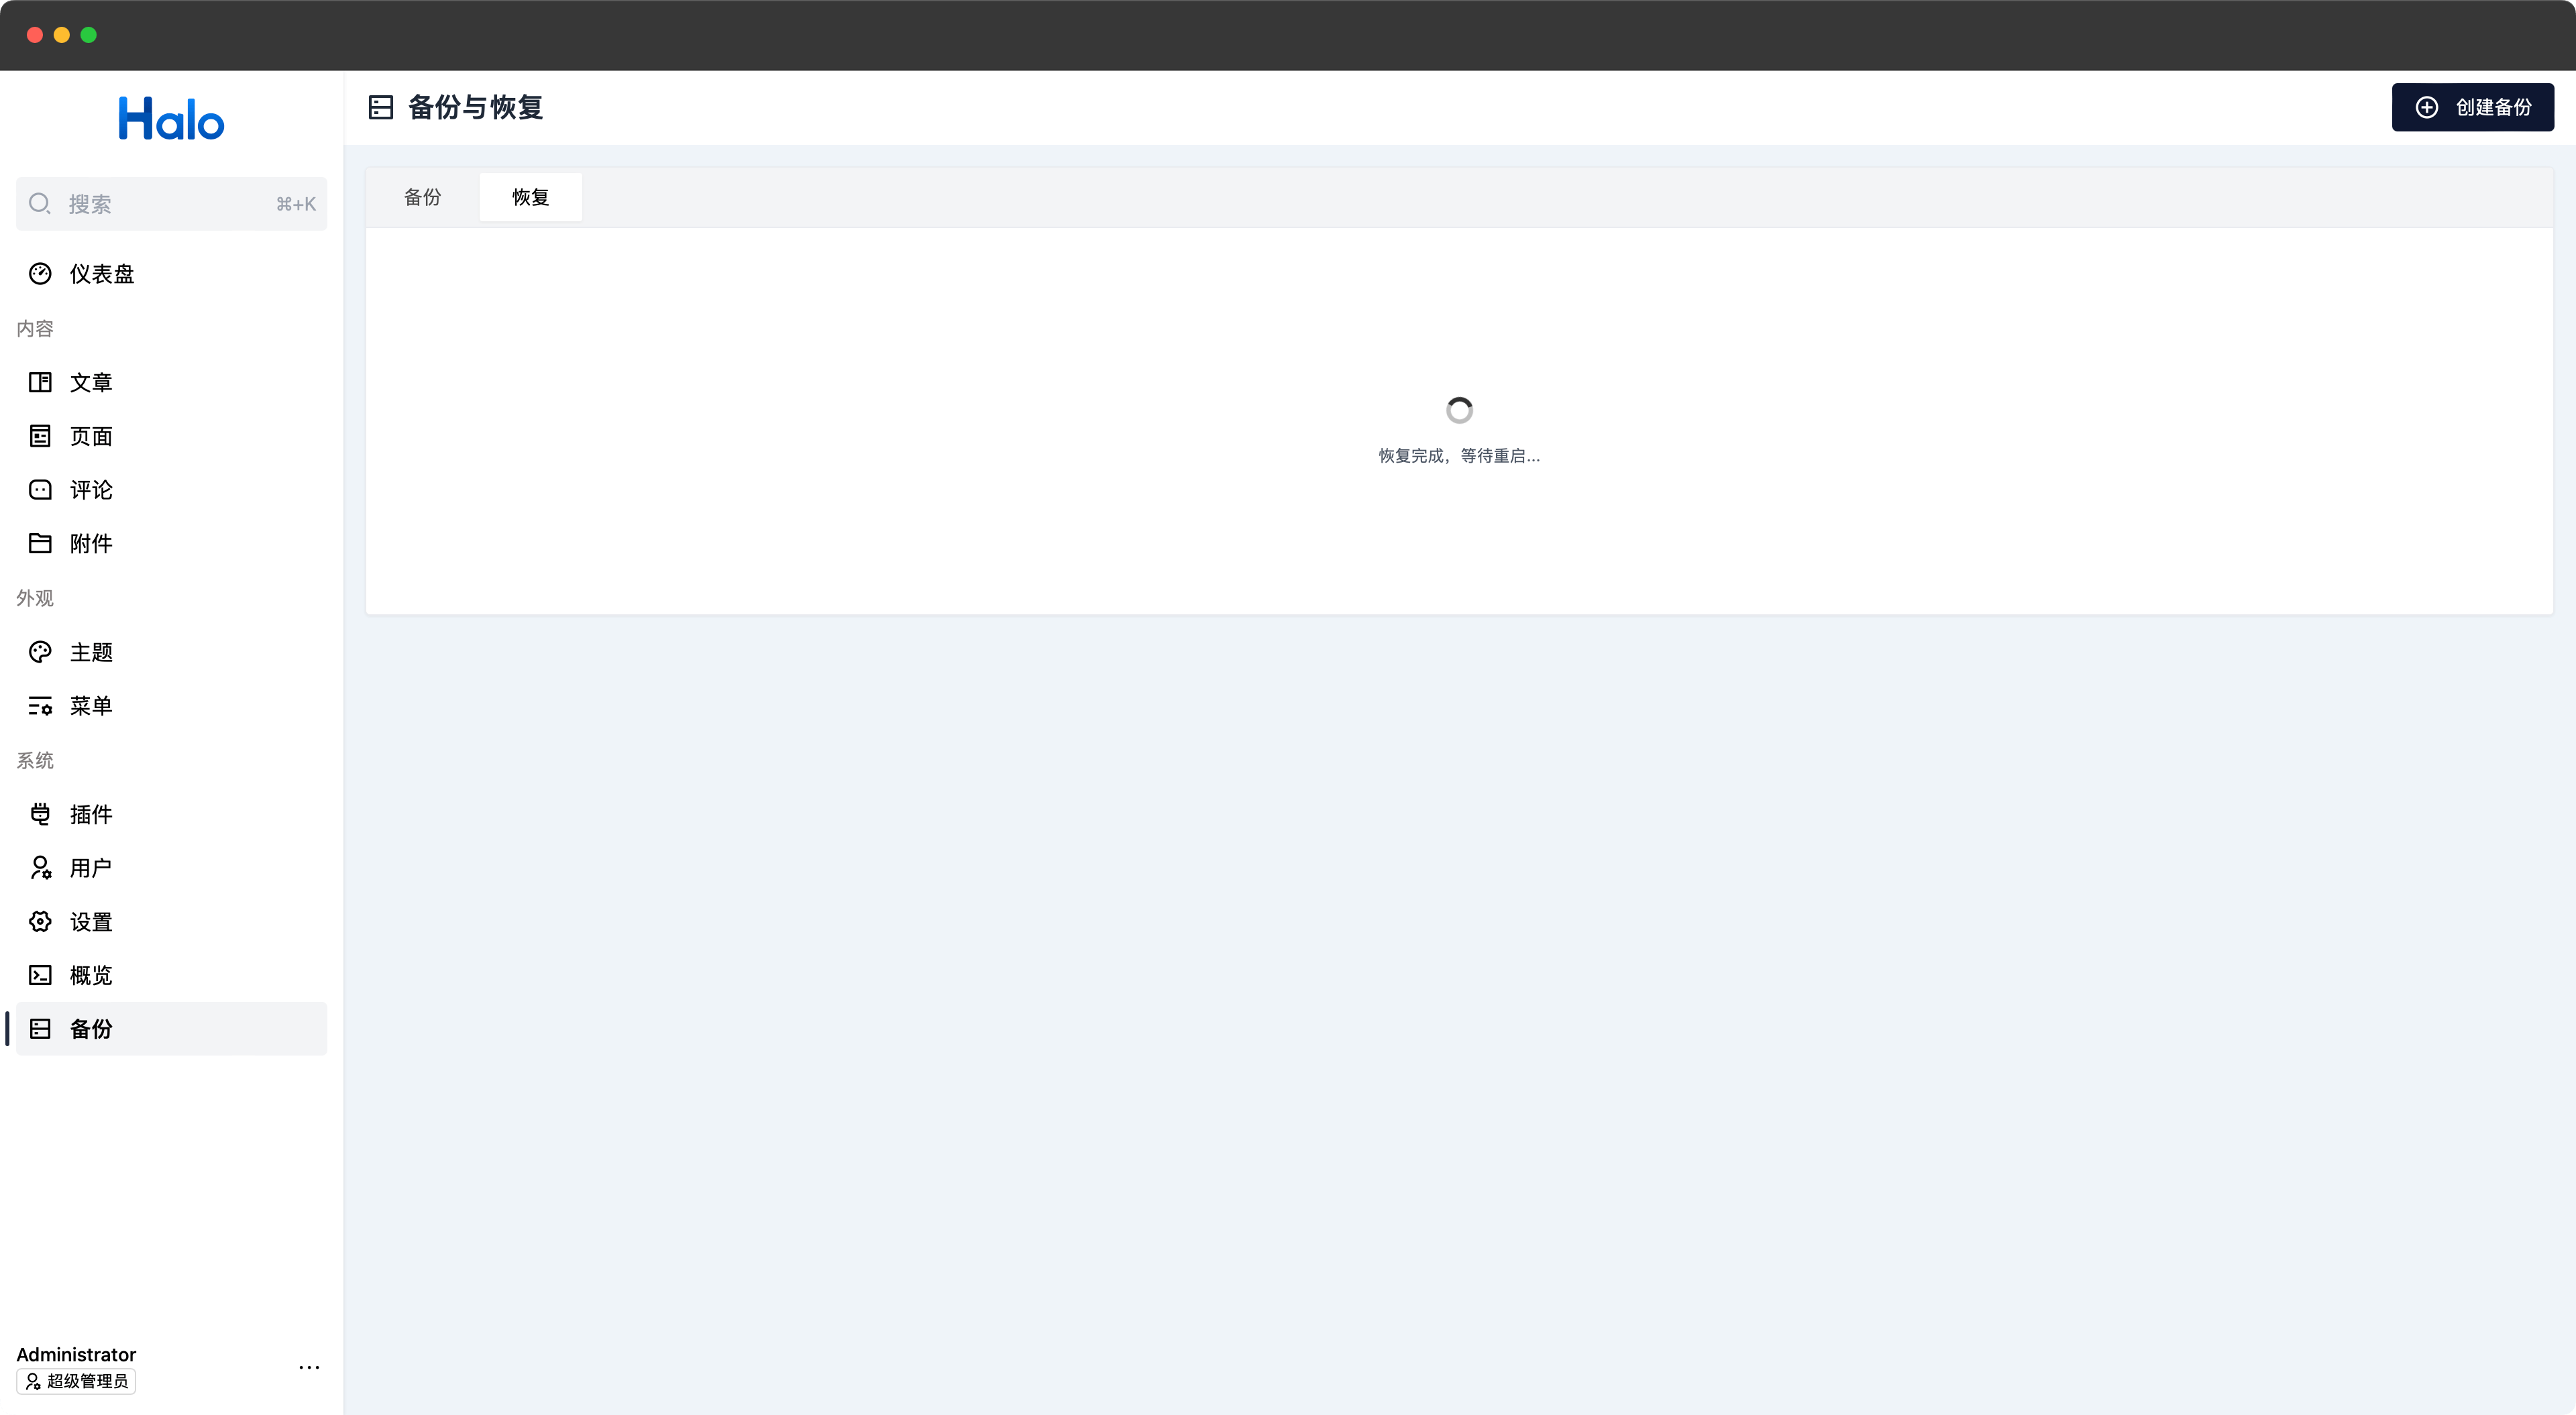 Halo
搜索 ⌘+K
仪表盘
内容
文章
页面
评论
附件
外观
主题
菜单
系统
插件
用户
设置
概览
备份
Administrator
超级管理员
备份与恢复
创建备份
备份 恢复
恢复完成，等待重启...